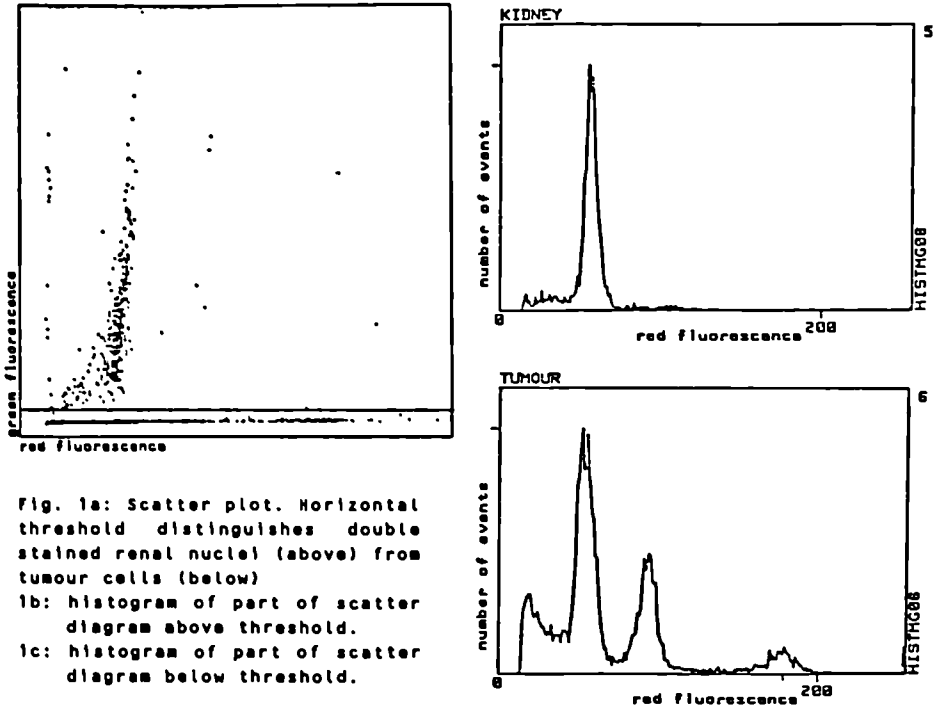 green fluorescence
red fluorescence
Fig. 1a: Scatter plot. Horizontal
threshold distinguishes double
stained renal nuclei (above) from
tumour cells (below)
1b: histogram of part of scatter
diagram above threshold.
1c: histogram of part of scatter
diagram below threshold.
KIDNEY
5
number of events
HISTMG08
0
200
red fluorescence
TUMOUR
6
number of events
HISTMG06
0
200
red fluorescence